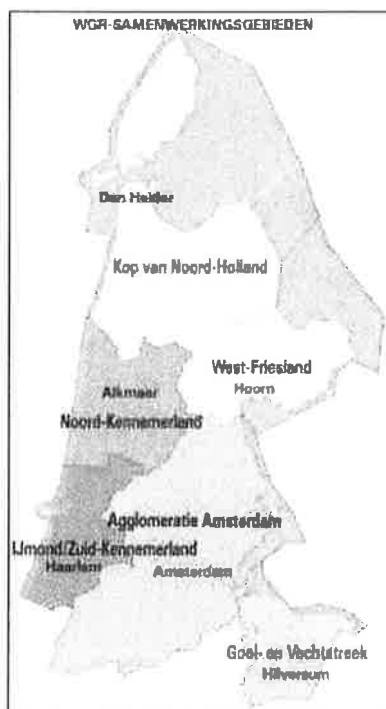 WGR-SAMENWERKINGSGEBIEDEN
Den Helder
Kop van Noord-Holland
West-Friesland
Hoorn
Alkmaar
Noord-Kennemerland
Agglomeratie Amsterdam
IJmond/Zuid-Kennemerland
Haarlem
Amsterdam
Gooi- en Vechtstreek
Hilversum